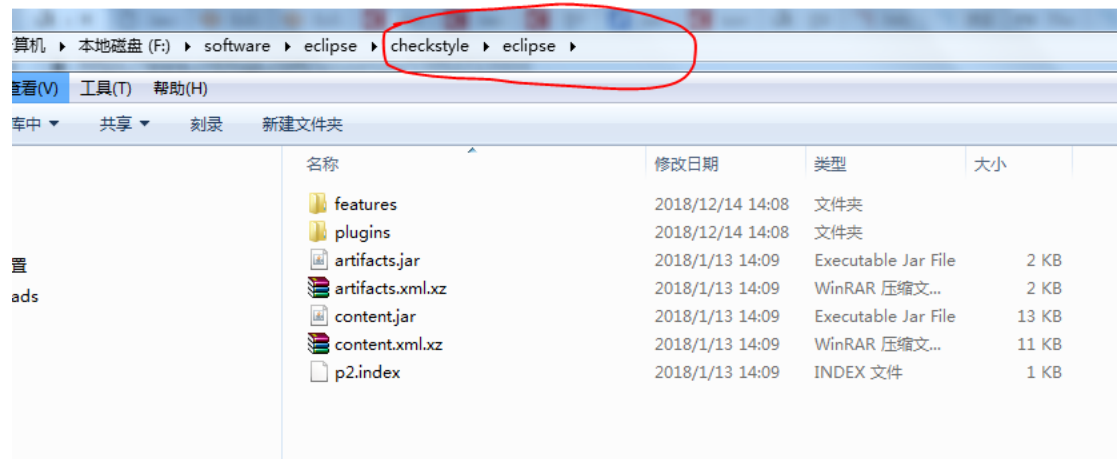 算机 ▸ 本地磁盘 (F:) ▸ software ▸ eclipse ▸ checkstyle ▸ eclipse ▸
查看(V) 工具(T) 帮助(H)
库中 共享 刻录 新建文件夹
名称 修改日期 类型 大小
features 2018/12/14 14:08 文件夹
plugins 2018/12/14 14:08 文件夹
置 artifacts.jar 2018/1/13 14:09 Executable Jar File 2 KB
ads artifacts.xml.xz 2018/1/13 14:09 WinRAR 压缩文... 2 KB
content.jar 2018/1/13 14:09 Executable Jar File 13 KB
content.xml.xz 2018/1/13 14:09 WinRAR 压缩文... 11 KB
p2.index 2018/1/13 14:09 INDEX 文件 1 KB